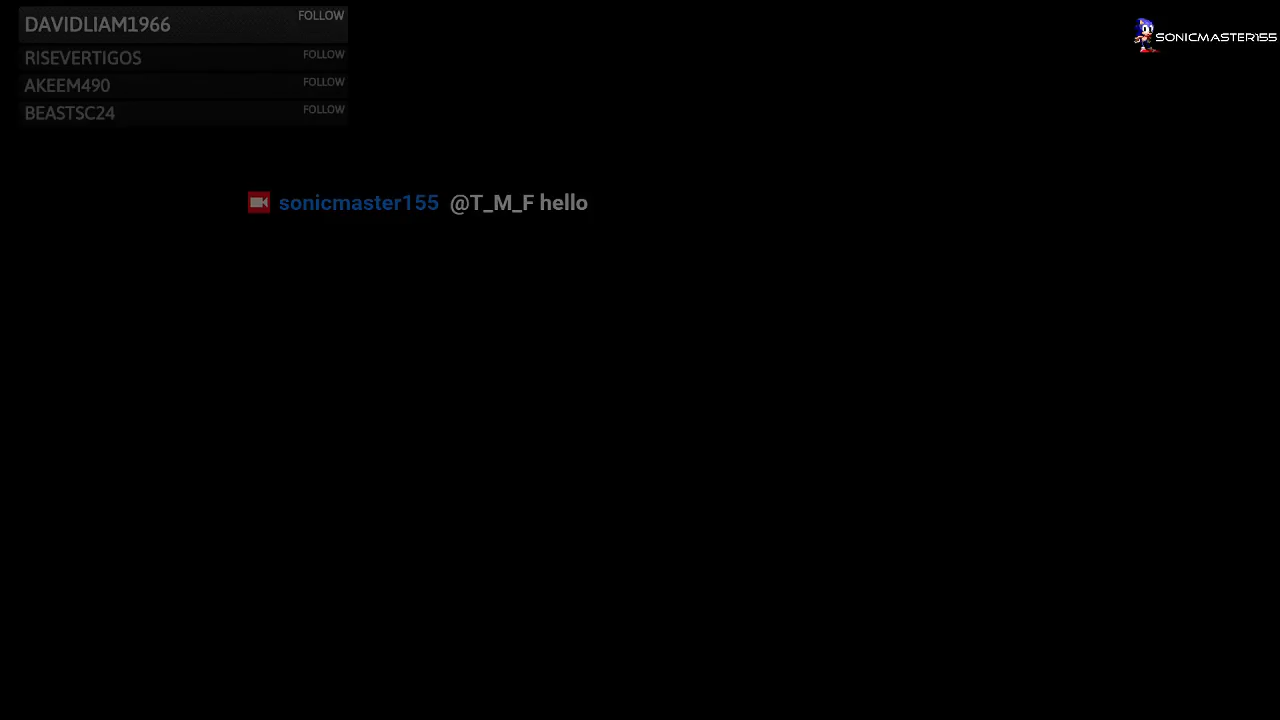 DAVIDLIAM1966 FOLLOW
RISEVERTIGOS FOLLOW
AKEEM490 FOLLOW
BEASTSC24 FOLLOW
SONICMASTER155
sonicmaster155 @T_M_F hello